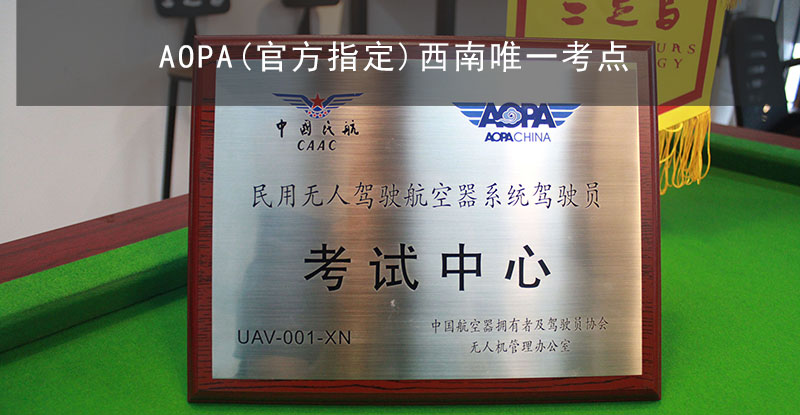 AOPA(官方指定)西南唯一考点
URS
GY
中国民航
CAAC
AOPA
AOPACHINA
民用无人驾驶航空器系统驾驶员
考试中心
UAV-001-XN
中国航空器拥有者及驾驶员协会
无人机管理办公室